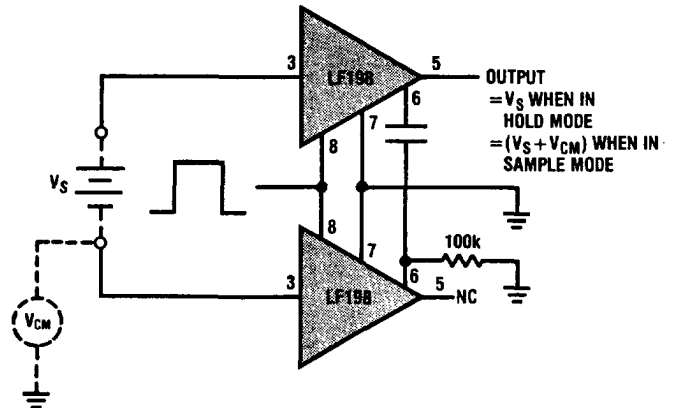 3
LF198
5
OUTPUT
6
= VS WHEN IN
HOLD MODE
7
= (VS + VCM) WHEN IN
SAMPLE MODE
8
VS
8
7
100k
3
6
5
LF198
NC
VCM